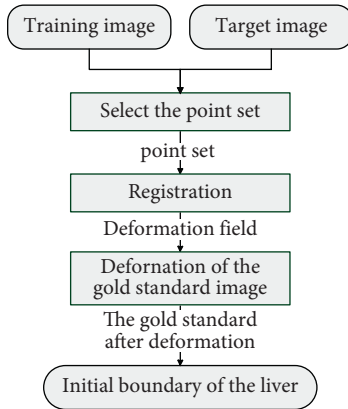 Training image
Target image
Select the point set
point set
Registration
Deformation field
Defornation of the
gold standard image
The gold standard
after deformation
Initial boundary of the liver